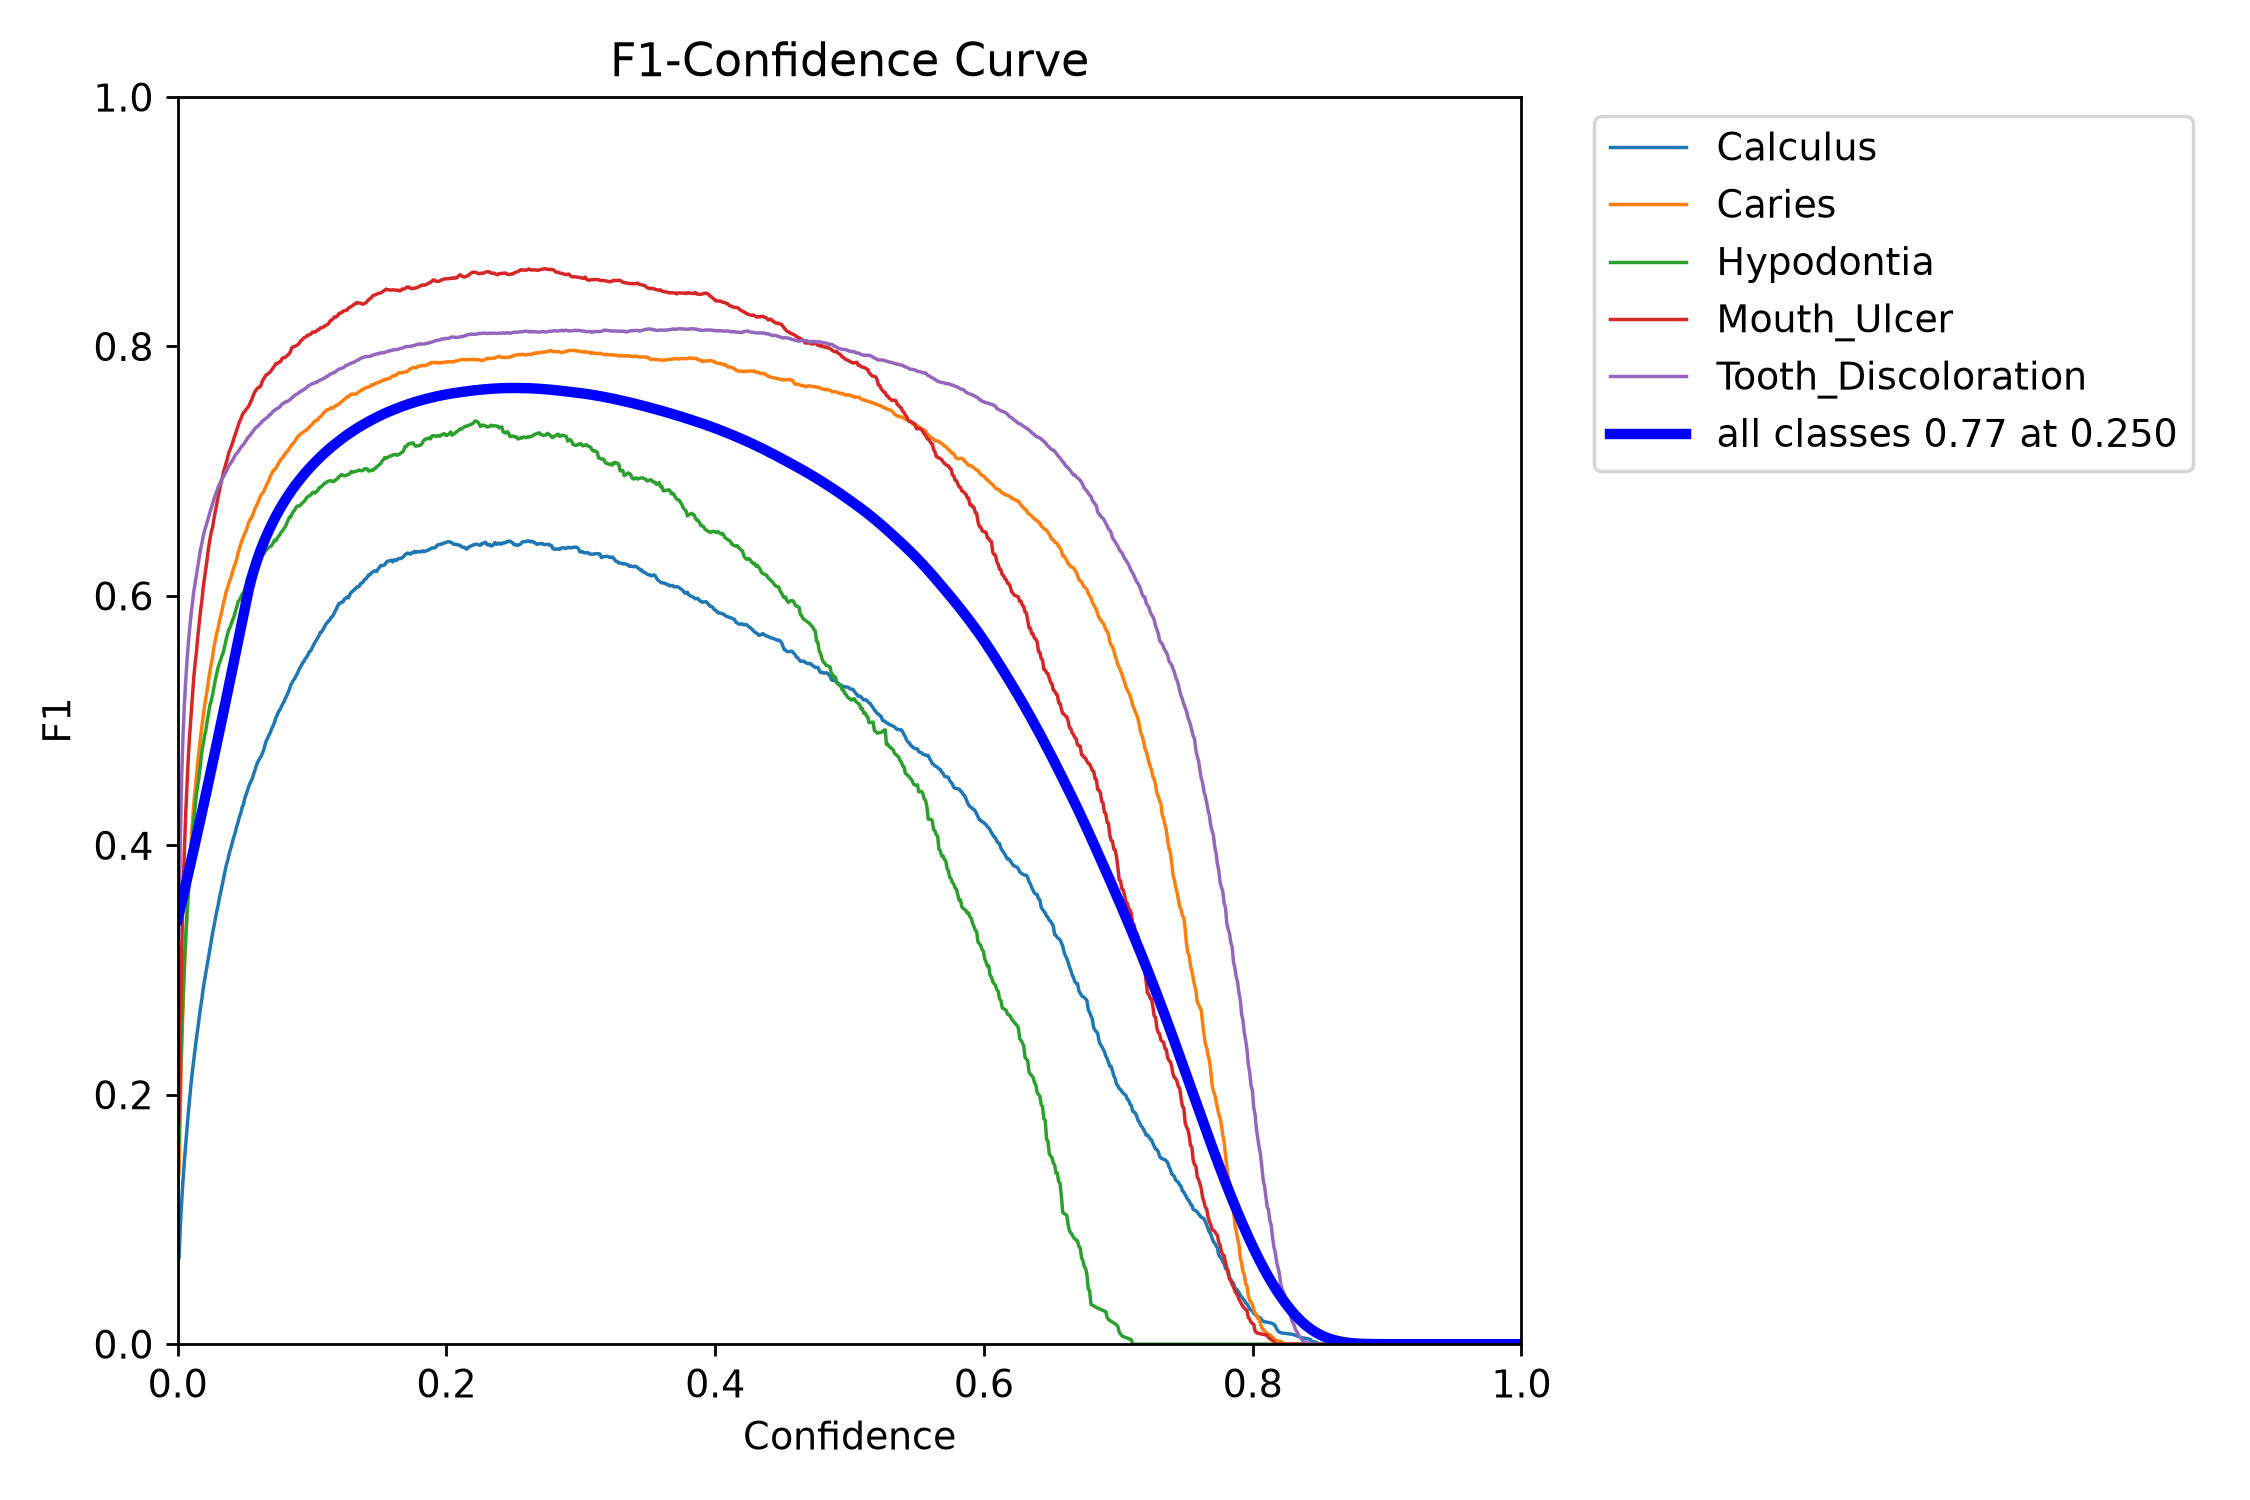 F1-Confidence Curve
1.0
0.8
0.6
0.4
0.2
0.0
F1
0.0 0.2 0.4 0.6 0.8 1.0
Confidence
Calculus
Caries
Hypodontia
Mouth_Ulcer
Tooth_Discoloration
all classes 0.77 at 0.250